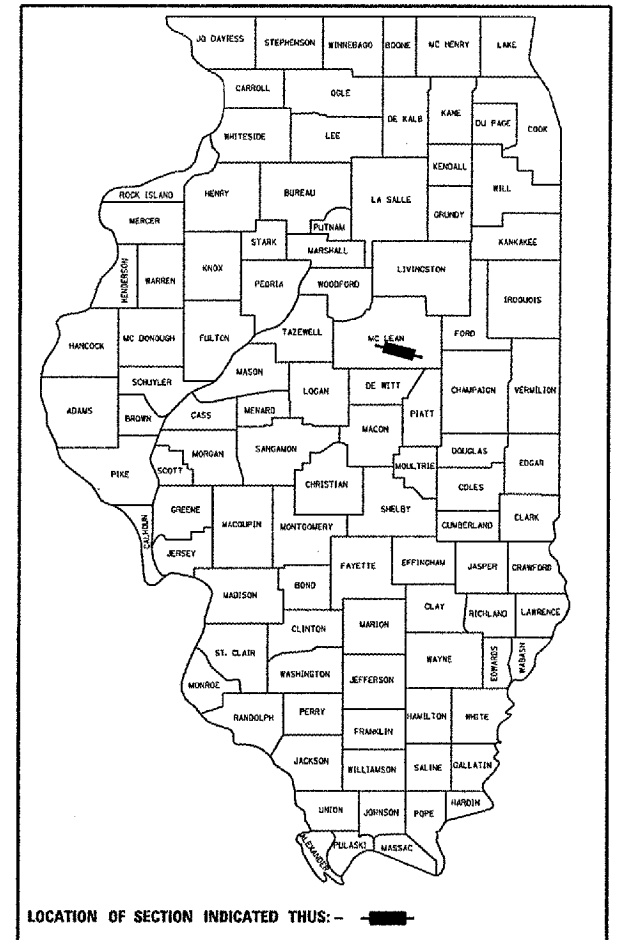 JO DAVIESS STEPHENSON WINNEBAGO BOONE MC HENRY LAKE
CARROLL OGLE DE KALB KANE DU PAGE COOK
WHITESIDE LEE
KENDALL WILL
ROCK ISLAND HENRY BUREAU LA SALLE GRUNDY
MERCER PUTNAM
KANKAKEE
STARK MARSHALL
HENDERSON WARREN KNOX PEORIA WOODFORD LIVINGSTON IROQUOIS
HANCOCK MC DONOUGH FULTON TAZEWELL MC LEAN FORD
MASON
SCHUYLER LOGAN DE WITT CHAMPAIGN VERMILION
ADAMS BROWN CASS MENARD PIATT
MACON
MORGAN SANGAMON DOUGLAS EDGAR
PIKE SCOTT MOULTRIE
CHRISTIAN COLES
GREENE MACOUPIN MONTGOMERY SHELBY CLARK
CALHOUN CUMBERLAND
JERSEY
FAYETTE EFFINGHAM JASPER CRAWFORD
MADISON BOND
CLAY RICHLAND LAWRENCE
CLINTON MARION
ST. CLAIR WAYNE EDWARDS WABASH
WASHINGTON JEFFERSON
MONROE
RANDOLPH PERRY HAMILTON WHITE
FRANKLIN
JACKSON WILLIAMSON SALINE GALLATIN
UNION JOHNSON POPE HARDIN
ALEXANDER PULASKI MASSAC
LOCATION OF SECTION INDICATED THUS: -